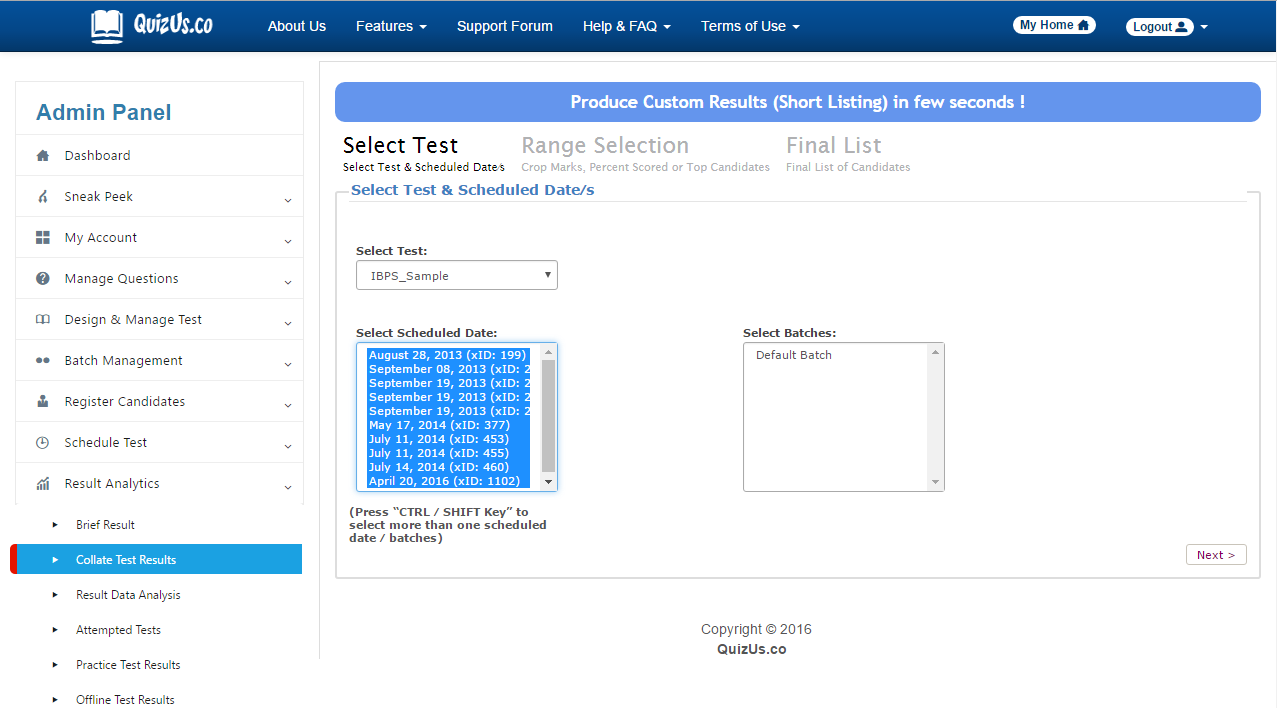 QuizUs.co
About Us
Features
Support Forum
Help & FAQ
Terms of Use
My Home
Logout
Admin Panel
Dashboard
Sneak Peek
My Account
Manage Questions
Design & Manage Test
Batch Management
Register Candidates
Schedule Test
Result Analytics
Brief Result
Collate Test Results
Result Data Analysis
Attempted Tests
Practice Test Results
Offline Test Results
Produce Custom Results (Short Listing) in few seconds !
Select Test
Select Test & Scheduled Date/s
Range Selection
Crop Marks, Percent Scored or Top Candidates
Final List
Final List of Candidates
Select Test & Scheduled Date/s
Select Test:
IBPS_Sample
Select Scheduled Date:
August 28, 2013 (xID: 199)
September 08, 2013 (xID: 2
September 19, 2013 (xID: 2
September 19, 2013 (xID: 2
September 19, 2013 (xID: 2
May 17, 2014 (xID: 377)
July 11, 2014 (xID: 453)
July 11, 2014 (xID: 455)
July 14, 2014 (xID: 460)
April 20, 2016 (xID: 1102)
(Press “CTRL / SHIFT Key” to
select more than one scheduled
date / batches)
Select Batches:
Default Batch
Next >
Copyright © 2016
QuizUs.co